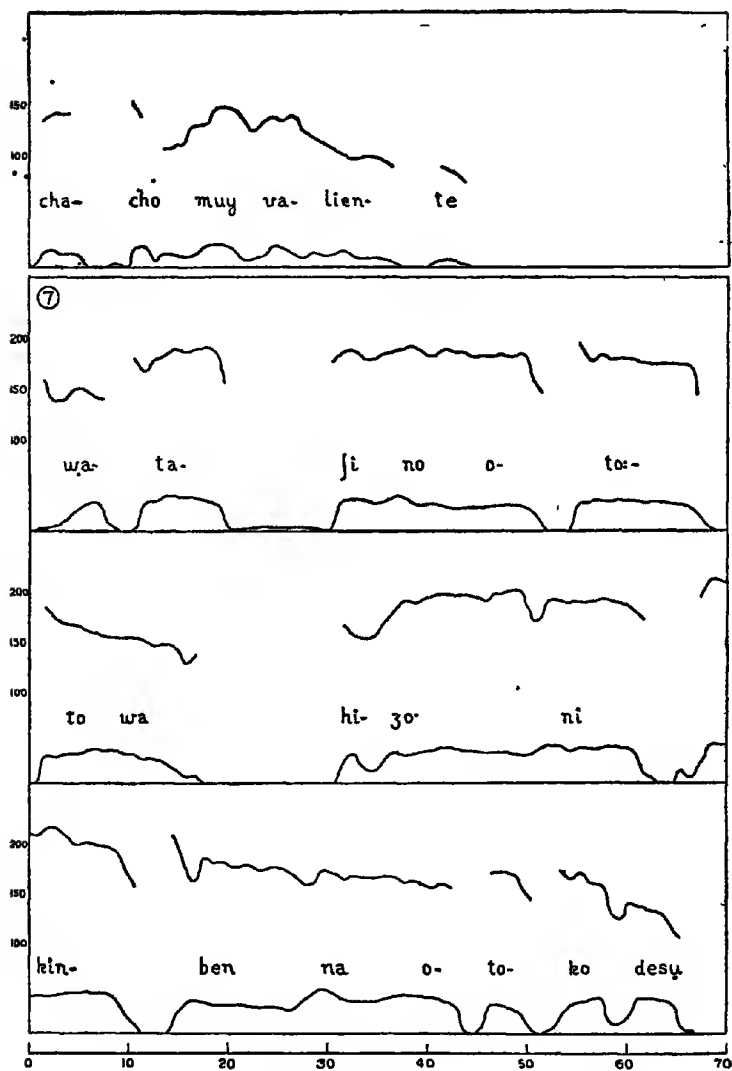 150
100
cha- cho muy va- lien- te
⑦
200
150
100
wa- ta- ʃi no o- to:-
200
150
100
to wa hi- ʒo· ni
200
150
100
kin- ben na o- to- ko desu̥
0 10 20 30 40 50 60 70